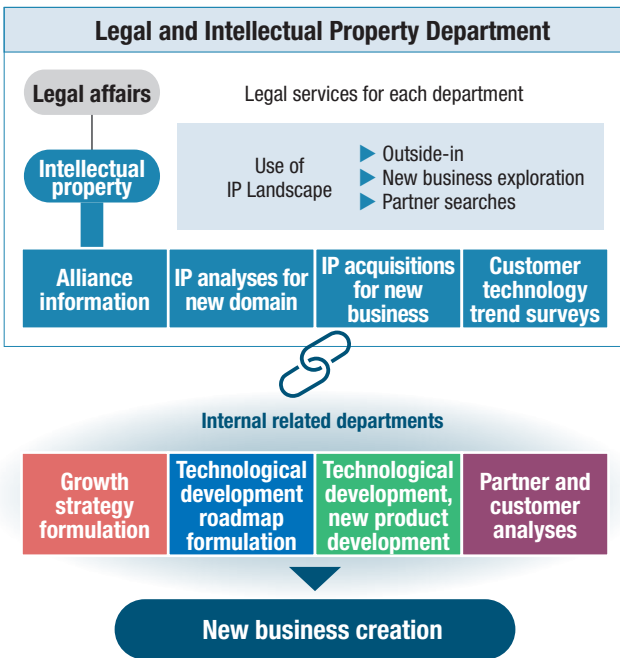 Legal and Intellectual Property Department
Legal affairs
Legal services for each department
Intellectual
property
Use of
IP Landscape
Outside-in
New business exploration
Partner searches
Alliance
information
IP analyses for
new domain
IP acquisitions
for new
business
Customer
technology
trend surveys
Internal related departments
Growth
strategy
formulation
Technological
development
roadmap
formulation
Technological
development,
new product
development
Partner and
customer
analyses
New business creation